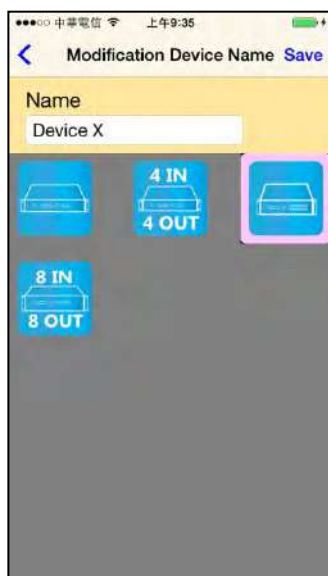 中華電信 上午9:35
Modification Device Name Save
Name
Device X
4 IN
4 OUT
8 IN
8 OUT